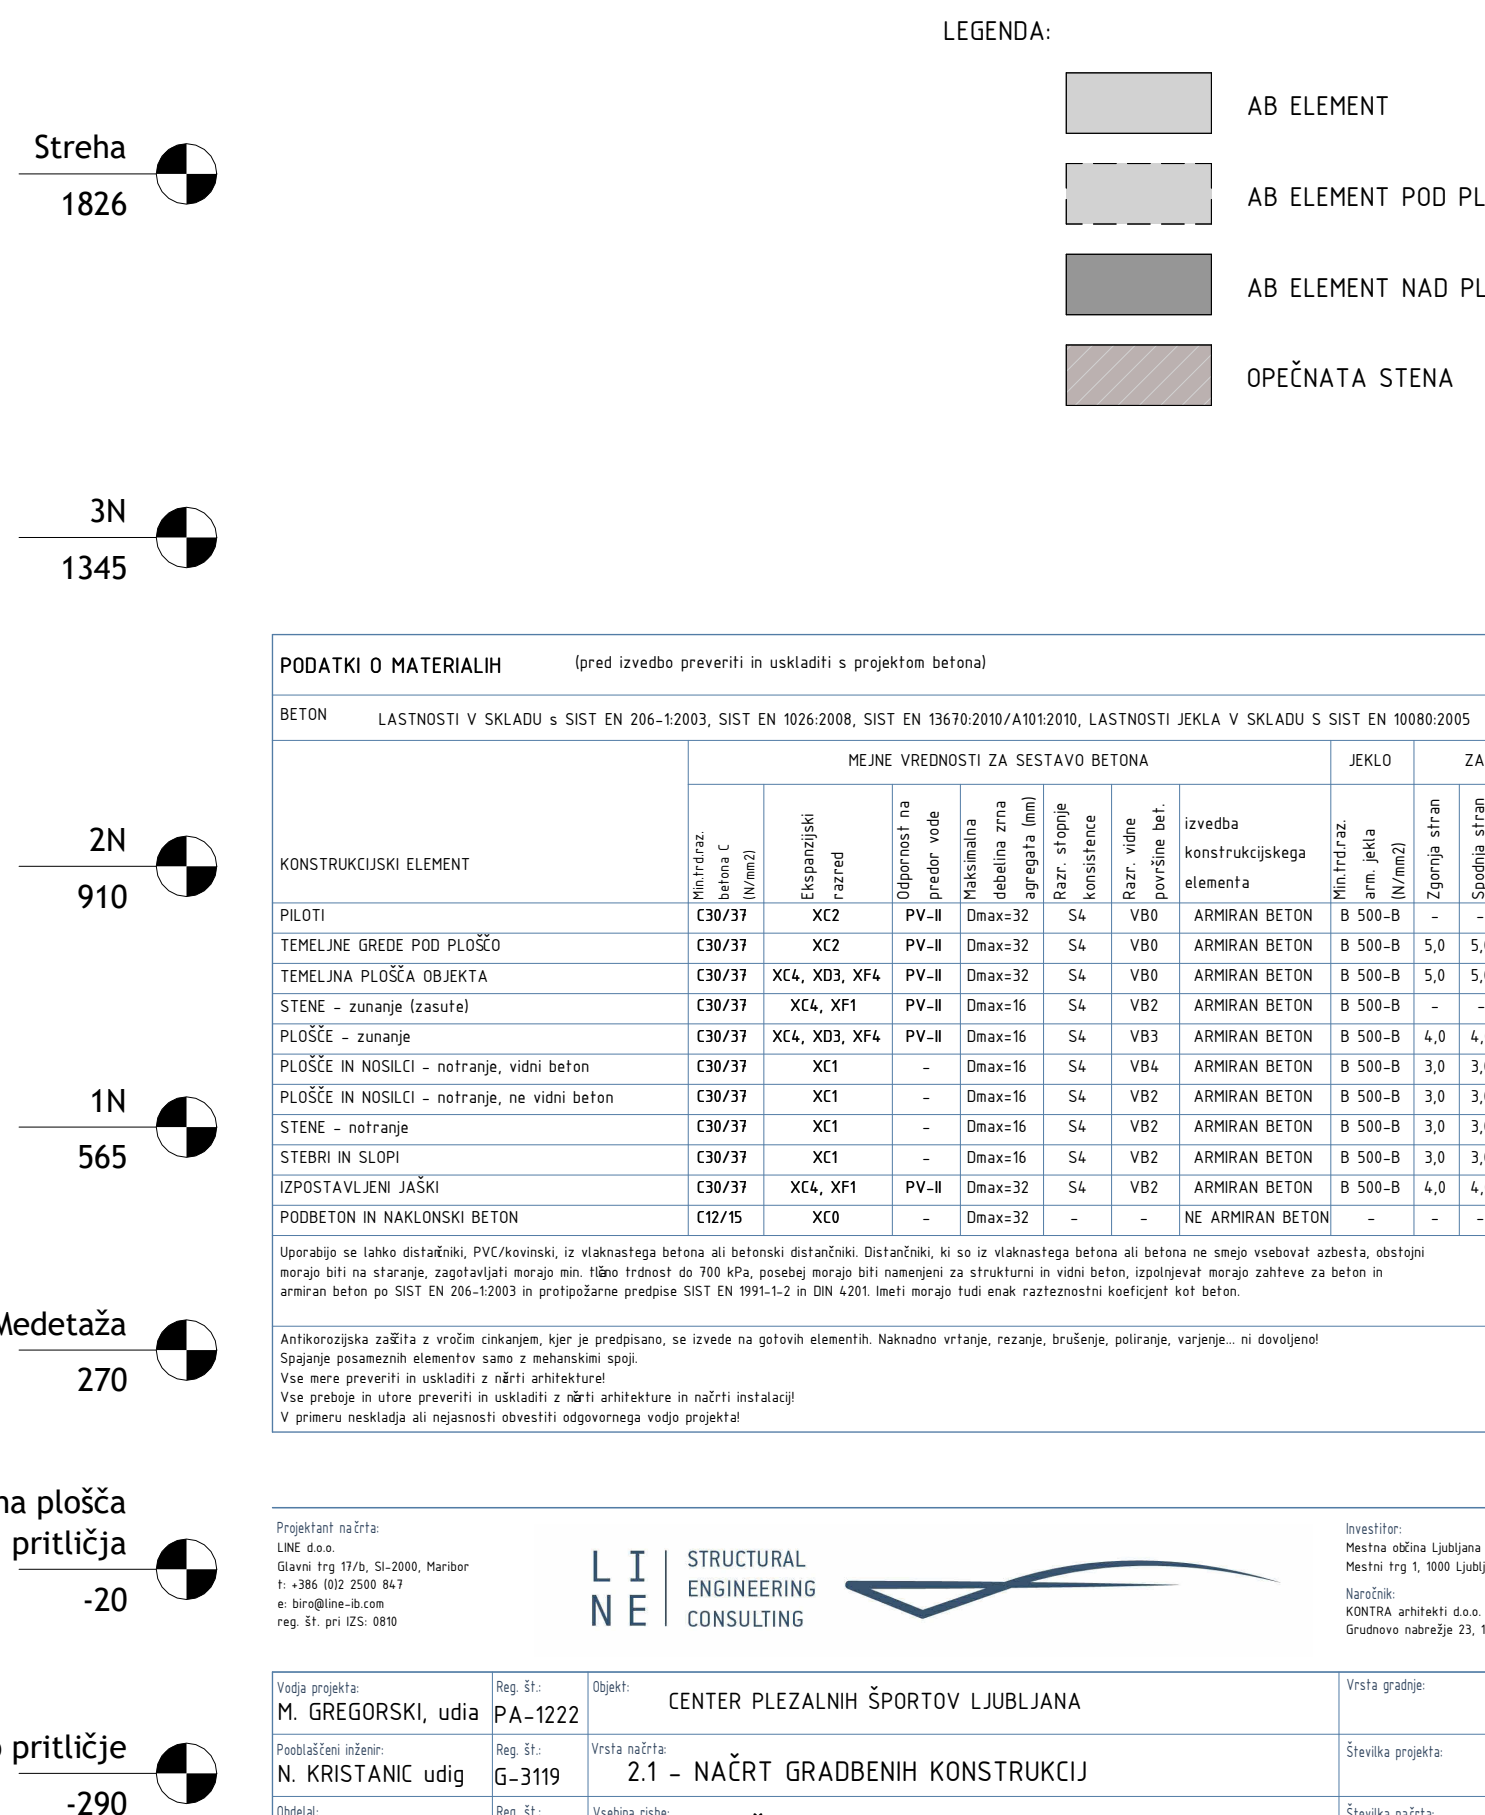 LEGENDA:
AB ELEMENT
AB ELEMENT POD
AB ELEMENT NAD
OPEČNATA STENA
Streha
1826
3N
1345
2N
910
1N
565
Medetaža
270
plošča
pritličja
-20
pritličje
-290
PODATKI O MATERIALIH (pred izvedbo preveriti in uskladiti s projektom betona)
BETON LASTNOSTI V SKLADU s SIST EN 206-1:2003, SIST EN 1026:2008, SIST EN 13670:2010/A101:2010, LASTNOSTI JEKLA V SKLADU S SIST EN 10080:2005
MEJNE VREDNOSTI ZA SESTAVO BETONA JEKLO
KONSTRUKCIJSKI ELEMENT
Min.trd.raz.
betona C
(N/mm2)
Ekspanzijski
razred
Odpornost na
predor vode
Maksimalna
debelina zrna
agregata (mm)
Razr. stopnje
konsistence
Razr. vidne
površine bet.
izvedba
konstrukcijskega
elementa
Min.trd.raz.
arm. jekla
(N/mm2)
Zgornja stran
Spodnja stran
PILOTI C30/37 XC2 PV-II Dmax=32 S4 VB0 ARMIRAN BETON B 500-B - -
TEMELJNE GREDE POD PLOŠČO C30/37 XC2 PV-II Dmax=32 S4 VB0 ARMIRAN BETON B 500-B 5,0
TEMELJNA PLOŠČA OBJEKTA C30/37 XC4, XD3, XF4 PV-II Dmax=32 S4 VB0 ARMIRAN BETON B 500-B 5,0
STENE - zunanje (zasute) C30/37 XC4, XF1 PV-II Dmax=16 S4 VB2 ARMIRAN BETON B 500-B - -
PLOŠČE - zunanje C30/37 XC4, XD3, XF4 PV-II Dmax=16 S4 VB3 ARMIRAN BETON B 500-B 4,0
PLOŠČE IN NOSILCI - notranje, vidni beton C30/37 XC1 - Dmax=16 S4 VB4 ARMIRAN BETON B 500-B 3,0
PLOŠČE IN NOSILCI - notranje, ne vidni beton C30/37 XC1 - Dmax=16 S4 VB2 ARMIRAN BETON B 500-B 3,0
STENE - notranje C30/37 XC1 - Dmax=16 S4 VB2 ARMIRAN BETON B 500-B 3,0
STEBRI IN SLOPI C30/37 XC1 - Dmax=16 S4 VB2 ARMIRAN BETON B 500-B 3,0
IZPOSTAVLJENI JAŠKI C30/37 XC4, XF1 PV-II Dmax=32 S4 VB2 ARMIRAN BETON B 500-B 4,0
PODBETON IN NAKLONSKI BETON C12/15 XC0 - Dmax=32 - - NE ARMIRAN BETON - - -
Uporabijo se lahko distančniki, PVC/kovinski, iz vlaknastega betona ali betonski distančniki. Distančniki, ki so iz vlaknastega betona ali betona ne smejo vsebovat azbesta, obstojni
morajo biti na staranje, zagotavljati morajo min. tlčano trdnost do 700 kPa, posebej morajo biti namenjeni za strukturni in vidni beton, izpolnjevat morajo zahteve za beton in
armiran beton po SIST EN 206-1:2003 in protipožarne predpise SIST EN 1991-1-2 in DIN 4201. Imeti morajo tudi enak razteznostni koeficjent kot beton.
Antikorozijska zaščita z vročim cinkanjem, kjer je predpisano, se izvede na gotovih elementih. Naknadno vrtanje, rezanje, brušenje, poliranje, varjenje... ni dovoljeno!
Spajanje posameznih elementov samo z mehanskimi spoji.
Vse mere preveriti in uskladiti z načrti arhitekture!
Vse preboje in utore preveriti in uskladiti z načrti arhitekture in načrti instalacij!
V primeru neskladja ali nejasnosti obvestiti odgovornega vodjo projekta!
Projektant načrta:
LINE d.o.o.
Glavni trg 17/b, SI-2000, Maribor
t: +386 (0)2 2500 847
e: biro@line-ib.com
reg. št. pri IZS: 0810
LINE
STRUCTURAL
ENGINEERING
CONSULTING
Investitor:
Mestna občina Ljubljana
Mestni trg 1, 1000
Naročnik:
KONTRA arhitekti d.o.o.
Grudnovo nabrežje 23,
Vodja projekta: Reg. št.: Objekt: Vrsta gradnje:
M. GREGORSKI, udia PA-1222 CENTER PLEZALNIH ŠPORTOV LJUBLJANA
Pooblaščeni inženir: Reg. št.: Vrsta načrta: Številka projekta:
N. KRISTANIC udig G-3119 2.1 - NAČRT GRADBENIH KONSTRUKCIJ
Obdelal: Reg. št.: Vsebina risbe: Številka načrta: